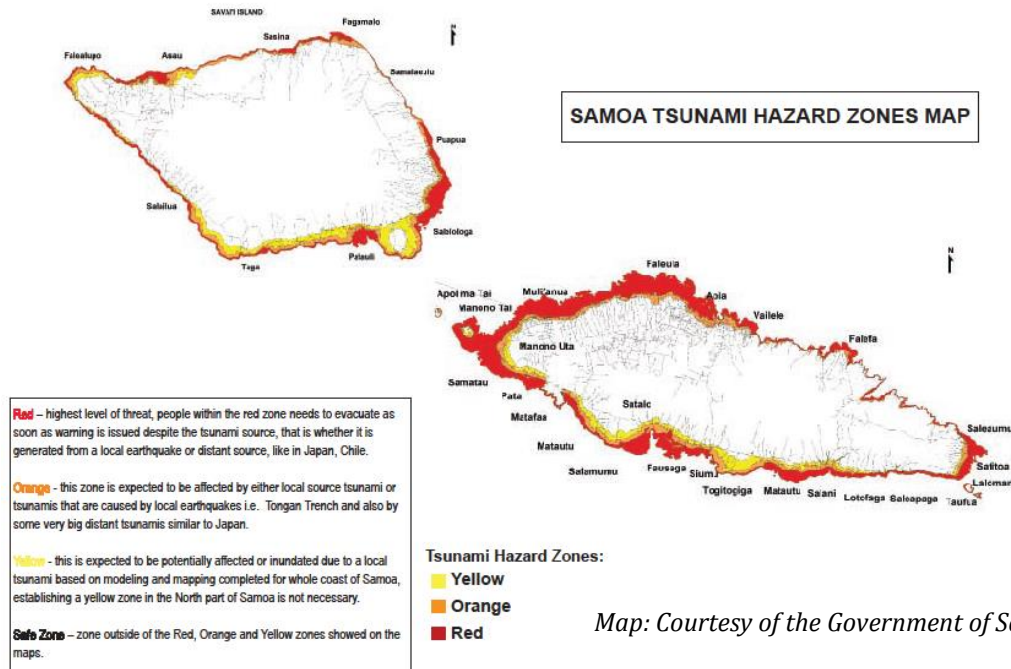 SAVAI'I ISLAND
Fagamalo
Sasina
Asau
Falealupo
N
Samalaeulu
SAMOA TSUNAMI HAZARD ZONES MAP
Puapua
Salailua
Salelologa
Palauli
Taga
N
Faleula
Apolima Tai
Mulifanua
Manono Tai
Apia
Vailele
Falefa
Manono Uta
Samatau
Pata
Matafaa
Sataic
Matautu
Salamumu
Fausaga
Siumu
Togitogiga
Matautu
Salani
Lotofaga
Saleapaga
Saleaumua
Satitoa
Lalomanu
Taufua
Red – highest level of threat, people within the red zone needs to evacuate as
soon as warning is issued despite the tsunami source, that is whether it is
generated from a local earthquake or distant source, like in Japan, Chile.
Orange - this zone is expected to be affected by either local source tsunami or
tsunamis that are caused by local earthquakes i.e. Tongan Trench and also by
some very big distant tsunamis similar to Japan.
Yellow - this is expected to be potentially affected or inundated due to a local
tsunami based on modeling and mapping completed for whole coast of Samoa,
establishing a yellow zone in the North part of Samoa is not necessary.
Safe Zone – zone outside of the Red, Orange and Yellow zones showed on the
maps.
Tsunami Hazard Zones:
Yellow
Orange
Red
Map: Courtesy of the Government of Sa